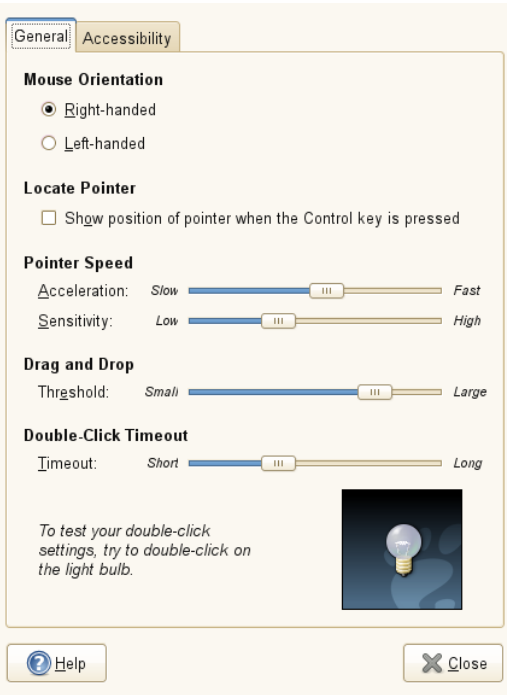 General Accessibility
Mouse Orientation
Right-handed
Left-handed
Locate Pointer
Show position of pointer when the Control key is pressed
Pointer Speed
Acceleration: Slow Fast
Sensitivity: Low High
Drag and Drop
Threshold: Small Large
Double-Click Timeout
Timeout: Short Long
To test your double-click
settings, try to double-click on
the light bulb.
Help Close